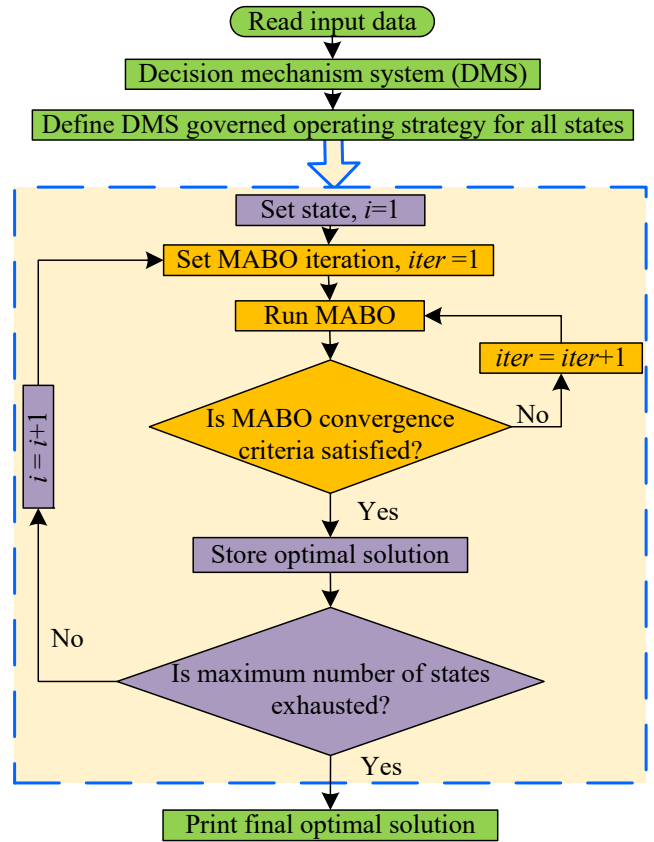 Read input data
Decision mechanism system (DMS)
Define DMS governed operating strategy for all states
Set state, i=1
Set MABO iteration, iter =1
Run MABO
iter = iter+1
Is MABO convergence
criteria satisfied?
No
i = i+1
Yes
Store optimal solution
No
Is maximum number of states
exhausted?
Yes
Print final optimal solution